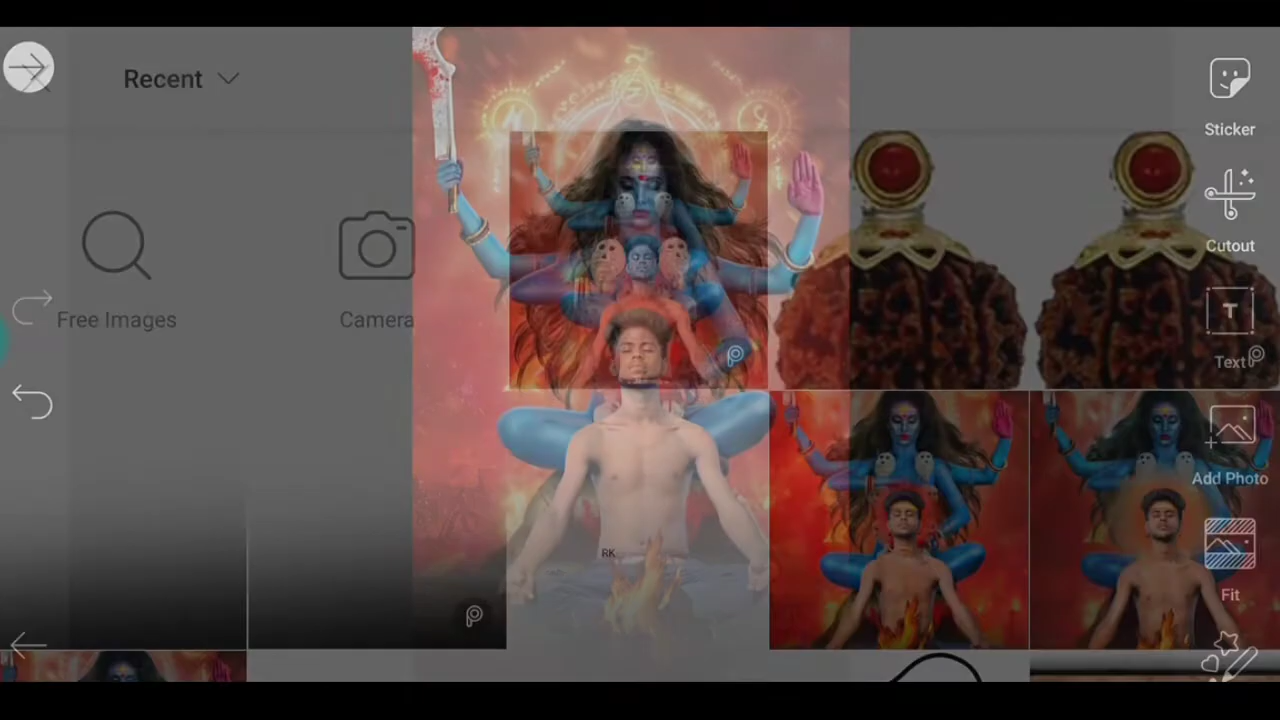 Recent
Sticker
Cutout
Free Images
Camera
Text
Add Photo
RK
Fit